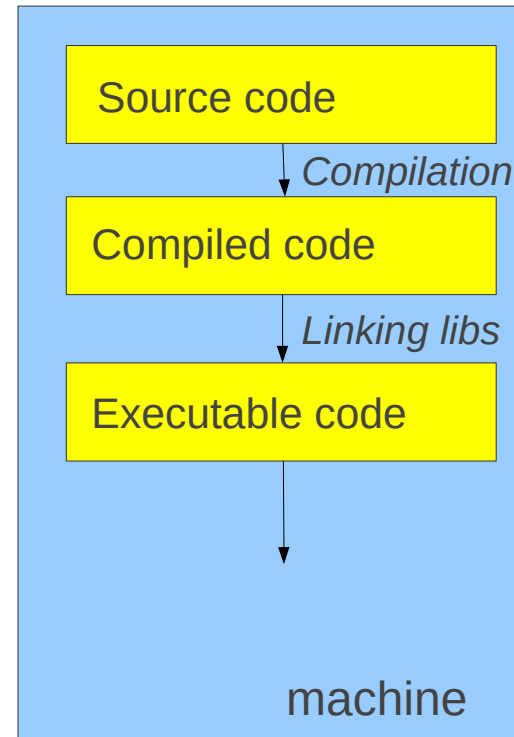 Source code
Compilation
Compiled code
Linking libs
Executable code
machine